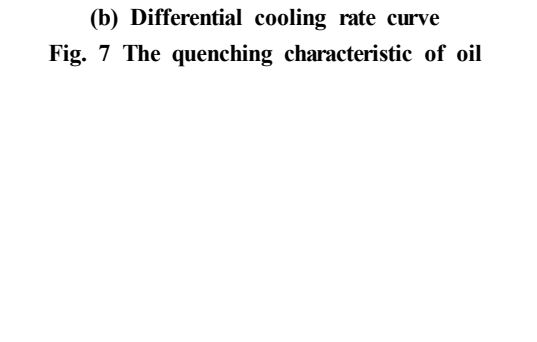 (b) Differential cooling rate curve
Fig. 7 The quenching characteristic of oil